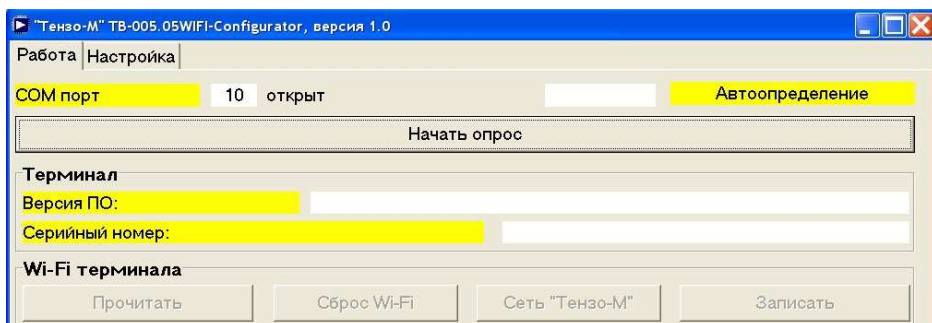 "Тензо-М" ТВ-005.05WIFI-Configurator, версия 1.0
Работа Настройка
COM порт 10 открыт Автоопределение
Начать опрос
Терминал
Версия ПО:
Серийный номер:
Wi-Fi терминала
Прочитать Сброс Wi-Fi Сеть "Тензо-М" Записать